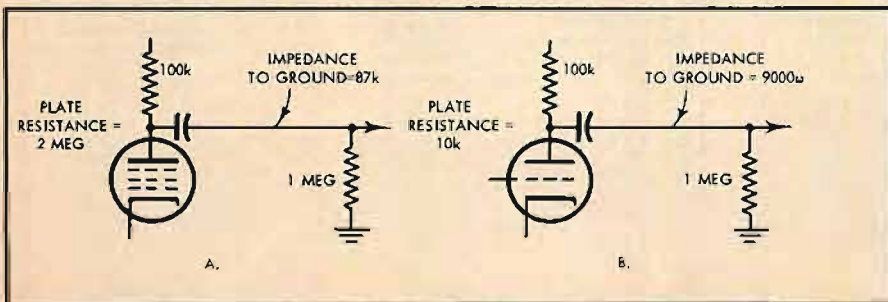 100k
IMPEDANCE
TO GROUND=87k
PLATE
RESISTANCE =
2 MEG
1 MEG
A.
100k
IMPEDANCE
TO GROUND = 9000ω
PLATE
RESISTANCE =
10k
1 MEG
B.